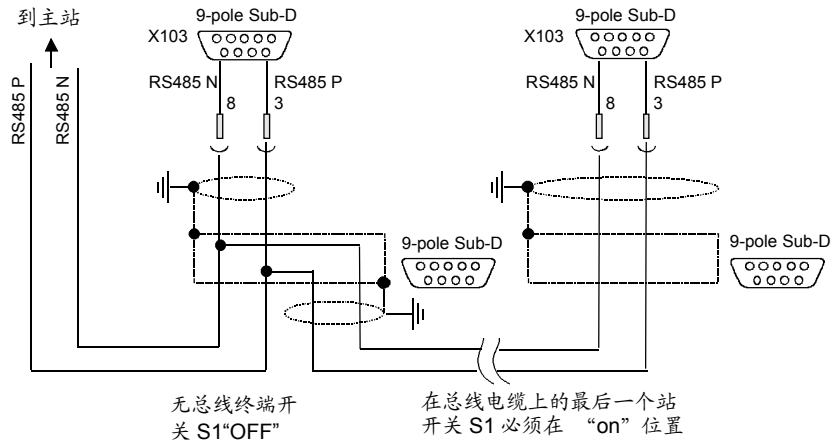 到主站
RS485 P
RS485 N
9-pole Sub-D
X103
RS485 N
RS485 P
8
3
9-pole Sub-D
X103
RS485 N
RS485 P
8
3
9-pole Sub-D
9-pole Sub-D
无总线终端开
关 S1“OFF”
在总线电缆上的最后一个站
开关 S1 必须在 “on” 位置